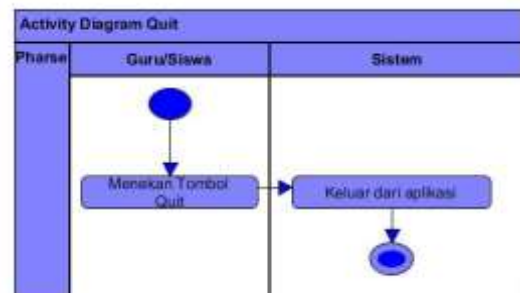 Activity Diagram Quit
Pharse
Guru/Siswa
Sistem
Menekan Tombol
Quit
Keluar dari aplikasi